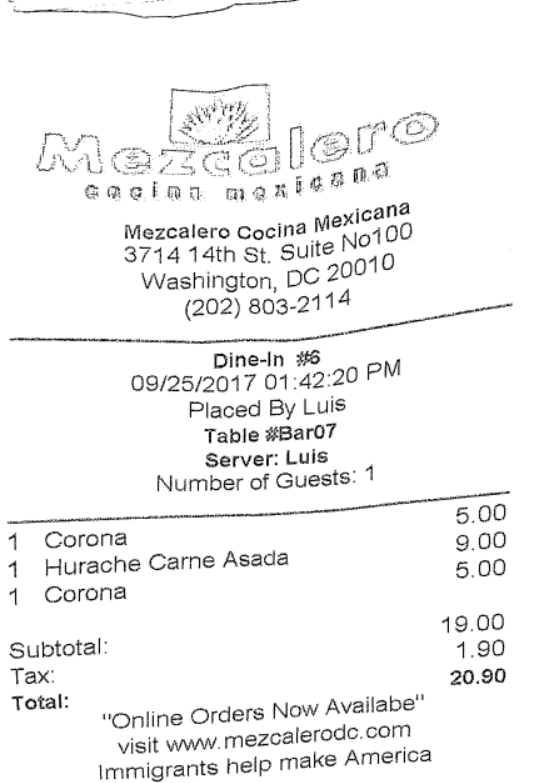 Mezcalero
cocina mexicana
Mezcalero Cocina Mexicana
3714 14th St. Suite No100
Washington, DC 20010
(202) 803-2114
Dine-In #6
09/25/2017 01:42:20 PM
Placed By Luis
Table #Bar07
Server: Luis
Number of Guests: 1
1 Corona 5.00
1 Hurache Carne Asada 9.00
1 Corona 5.00
Subtotal: 19.00
Tax: 1.90
Total: 20.90
"Online Orders Now Availabe"
visit www.mezcalerodc.com
Immigrants help make America